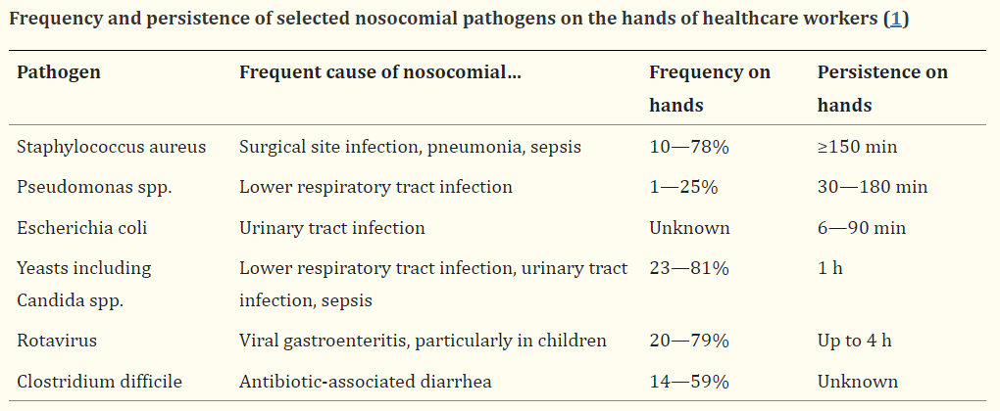 Frequency and persistence of selected nosocomial pathogens on the hands of healthcare workers (1)
Pathogen Frequent cause of nosocomial… Frequency on hands Persistence on hands
Staphylococcus aureus Surgical site infection, pneumonia, sepsis 10—78% ≥150 min
Pseudomonas spp. Lower respiratory tract infection 1—25% 30—180 min
Escherichia coli Urinary tract infection Unknown 6—90 min
Yeasts including Candida spp. Lower respiratory tract infection, urinary tract infection, sepsis 23—81% 1 h
Rotavirus Viral gastroenteritis, particularly in children 20—79% Up to 4 h
Clostridium difficile Antibiotic-associated diarrhea 14—59% Unknown